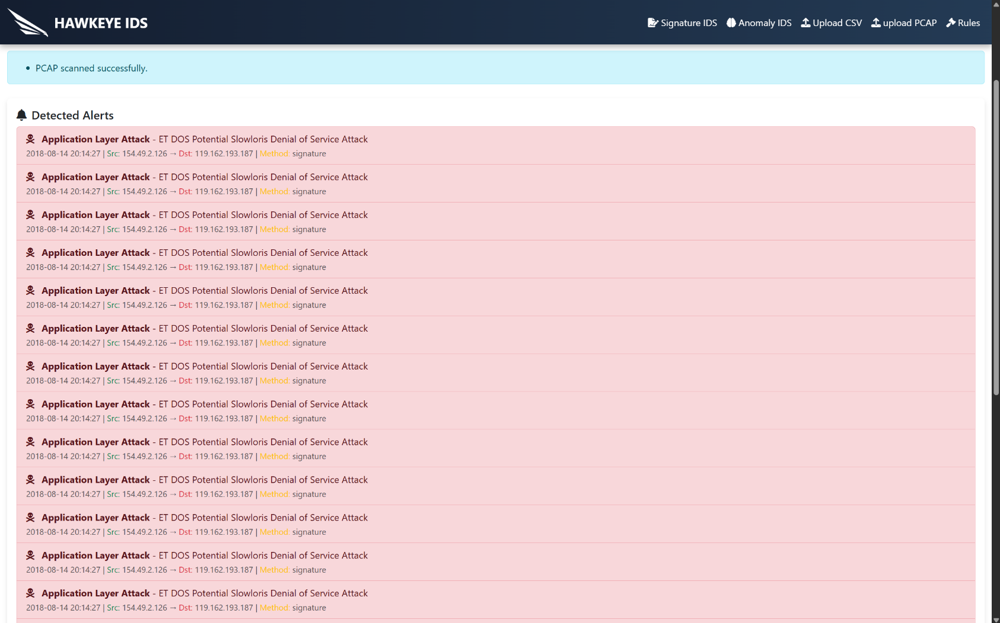 HAWKEYE IDS
Signature IDS Anomaly IDS Upload CSV upload PCAP Rules
• PCAP scanned successfully.
Detected Alerts
Application Layer Attack - ET DOS Potential Slowloris Denial of Service Attack
2018-08-14 20:14:27 | Src: 154.49.2.126 → Dst: 119.162.193.187 | Method: signature
Application Layer Attack - ET DOS Potential Slowloris Denial of Service Attack
2018-08-14 20:14:27 | Src: 154.49.2.126 → Dst: 119.162.193.187 | Method: signature
Application Layer Attack - ET DOS Potential Slowloris Denial of Service Attack
2018-08-14 20:14:27 | Src: 154.49.2.126 → Dst: 119.162.193.187 | Method: signature
Application Layer Attack - ET DOS Potential Slowloris Denial of Service Attack
2018-08-14 20:14:27 | Src: 154.49.2.126 → Dst: 119.162.193.187 | Method: signature
Application Layer Attack - ET DOS Potential Slowloris Denial of Service Attack
2018-08-14 20:14:27 | Src: 154.49.2.126 → Dst: 119.162.193.187 | Method: signature
Application Layer Attack - ET DOS Potential Slowloris Denial of Service Attack
2018-08-14 20:14:27 | Src: 154.49.2.126 → Dst: 119.162.193.187 | Method: signature
Application Layer Attack - ET DOS Potential Slowloris Denial of Service Attack
2018-08-14 20:14:27 | Src: 154.49.2.126 → Dst: 119.162.193.187 | Method: signature
Application Layer Attack - ET DOS Potential Slowloris Denial of Service Attack
2018-08-14 20:14:27 | Src: 154.49.2.126 → Dst: 119.162.193.187 | Method: signature
Application Layer Attack - ET DOS Potential Slowloris Denial of Service Attack
2018-08-14 20:14:27 | Src: 154.49.2.126 → Dst: 119.162.193.187 | Method: signature
Application Layer Attack - ET DOS Potential Slowloris Denial of Service Attack
2018-08-14 20:14:27 | Src: 154.49.2.126 → Dst: 119.162.193.187 | Method: signature
Application Layer Attack - ET DOS Potential Slowloris Denial of Service Attack
2018-08-14 20:14:27 | Src: 154.49.2.126 → Dst: 119.162.193.187 | Method: signature
Application Layer Attack - ET DOS Potential Slowloris Denial of Service Attack
2018-08-14 20:14:27 | Src: 154.49.2.126 → Dst: 119.162.193.187 | Method: signature
Application Layer Attack - ET DOS Potential Slowloris Denial of Service Attack
2018-08-14 20:14:27 | Src: 154.49.2.126 → Dst: 119.162.193.187 | Method: signature